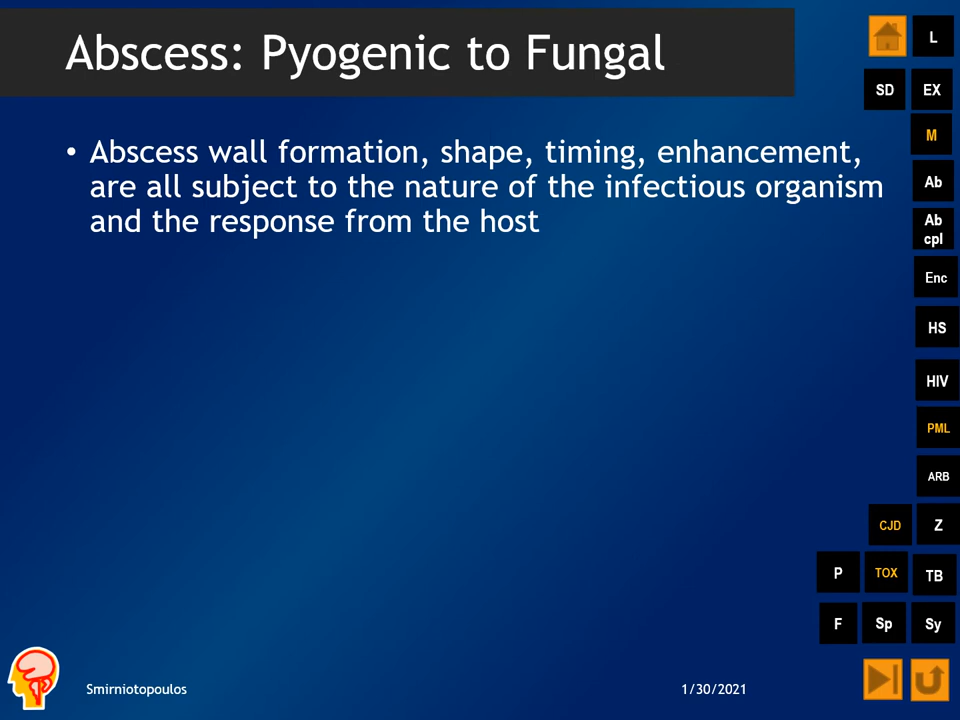 Abscess: Pyogenic to Fungal
L
SD
EX
M
• Abscess wall formation, shape, timing, enhancement,
are all subject to the nature of the infectious organism
and the response from the host
Ab
Ab
cpl
Enc
HS
HIV
PML
ARB
CJD
Z
P
TOX
TB
F
Sp
Sy
Smirniotopoulos
1/30/2021